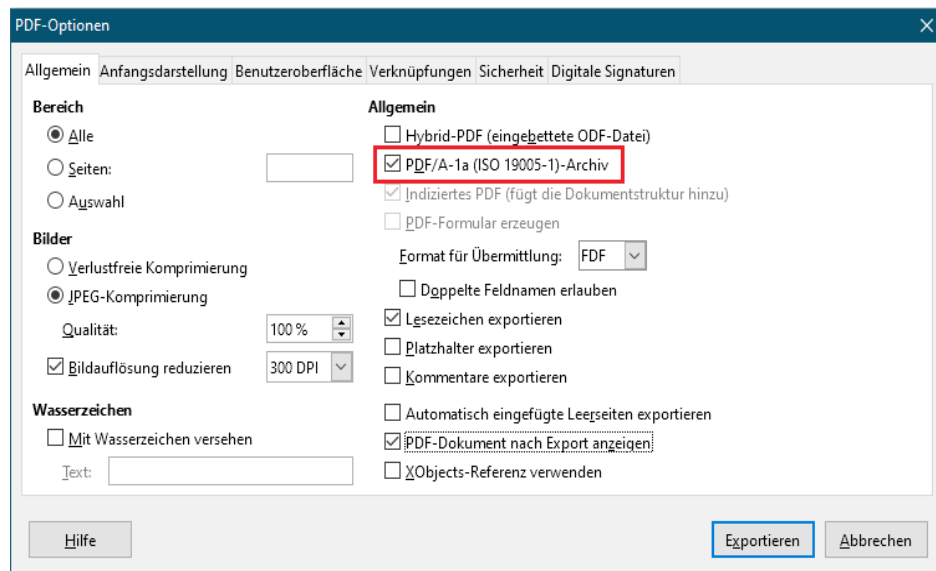 PDF-Optionen
Allgemein Anfangsdarstellung Benutzeroberfläche Verknüpfungen Sicherheit Digitale Signaturen
Bereich
Alle
Seiten:
Auswahl
Bilder
Verlustfreie Komprimierung
JPEG-Komprimierung
Qualität: 100 %
Bildauflösung reduzieren 300 DPI
Wasserzeichen
Mit Wasserzeichen versehen
Text:
Allgemein
Hybrid-PDF (eingebettete ODF-Datei)
PDF/A-1a (ISO 19005-1)-Archiv
Indiziertes PDF (fügt die Dokumentstruktur hinzu)
PDF-Formular erzeugen
Format für Übermittlung: FDF
Doppelte Feldnamen erlauben
Lesezeichen exportieren
Platzhalter exportieren
Kommentare exportieren
Automatisch eingefügte Leerseiten exportieren
PDF-Dokument nach Export anzeigen
XObjects-Referenz verwenden
Hilfe Exportieren Abbrechen